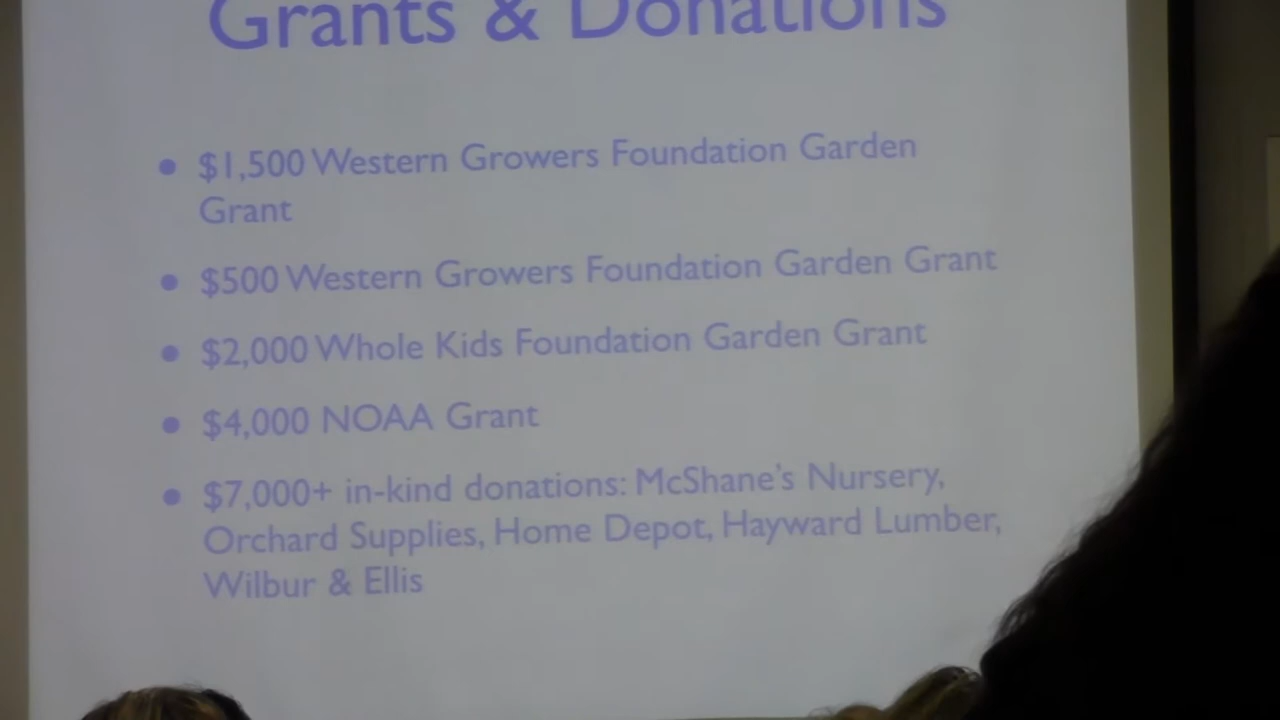 Grants & Donations
• $1,500 Western Growers Foundation Garden
Grant
• $500 Western Growers Foundation Garden Grant
• $2,000 Whole Kids Foundation Garden Grant
• $4,000 NOAA Grant
• $7,000+ in-kind donations: McShane's Nursery,
Orchard Supplies, Home Depot, Hayward Lumber,
Wilbur & Ellis